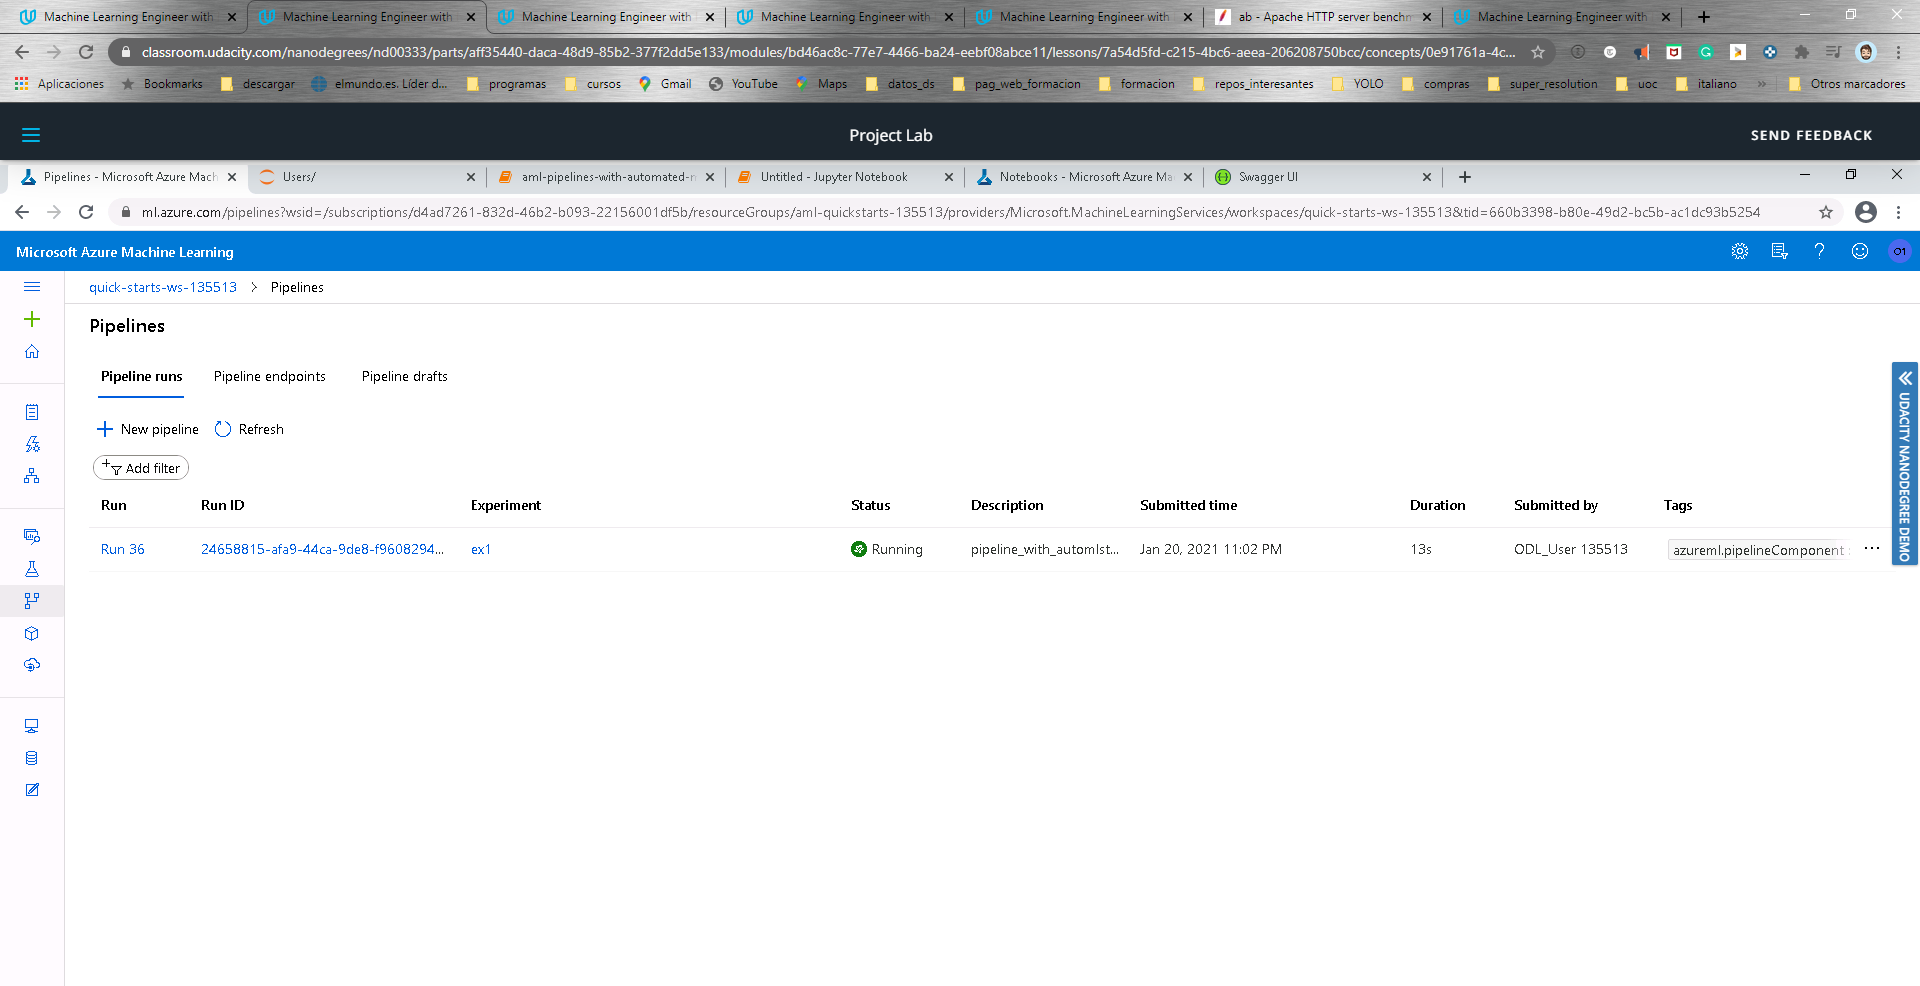 Machine Learning Engineer with
Machine Learning Engineer with
Machine Learning Engineer with
Machine Learning Engineer with
Machine Learning Engineer with
ab - Apache HTTP server benchm
Machine Learning Engineer with
classroom.udacity.com/nanodegrees/nd00333/parts/aff35440-daca-48d9-85b2-377f2dd5e133/modules/bd46ac8c-77e7-4466-ba24-eebf08abce11/lessons/7a54d5fd-c215-4bc6-aeea-206208750bcc/concepts/0e91761a-4c...
Aplicaciones
Bookmarks
descargar
elmundo.es. Líder d...
programas
cursos
Gmail
YouTube
Maps
datos_ds
pag_web_formacion
formacion
repos_interesantes
YOLO
compras
super_resolution
uoc
italiano
»
Otros marcadores
Project Lab
SEND FEEDBACK
Pipelines - Microsoft Azure Mach
Users/
aml-pipelines-with-automated-n
Untitled - Jupyter Notebook
Notebooks - Microsoft Azure Ma
Swagger UI
ml.azure.com/pipelines?wsid=/subscriptions/d4ad7261-832d-46b2-b093-22156001df5b/resourceGroups/aml-quickstarts-135513/providers/Microsoft.MachineLearningServices/workspaces/quick-starts-ws-135513&tid=660b3398-b80e-49d2-bc5b-ac1dc93b5254
Microsoft Azure Machine Learning
O1
quick-starts-ws-135513 > Pipelines
Pipelines
Pipeline runs
Pipeline endpoints
Pipeline drafts
New pipeline
Refresh
Add filter
Run
Run ID
Experiment
Status
Description
Submitted time
Duration
Submitted by
Tags
Run 36
24658815-afa9-44ca-9de8-f9608294...
ex1
Running
pipeline_with_automlst...
Jan 20, 2021 11:02 PM
13s
ODL_User 135513
azureml.pipelineComponent :
...
UDACITY NANODEGREE DEMO